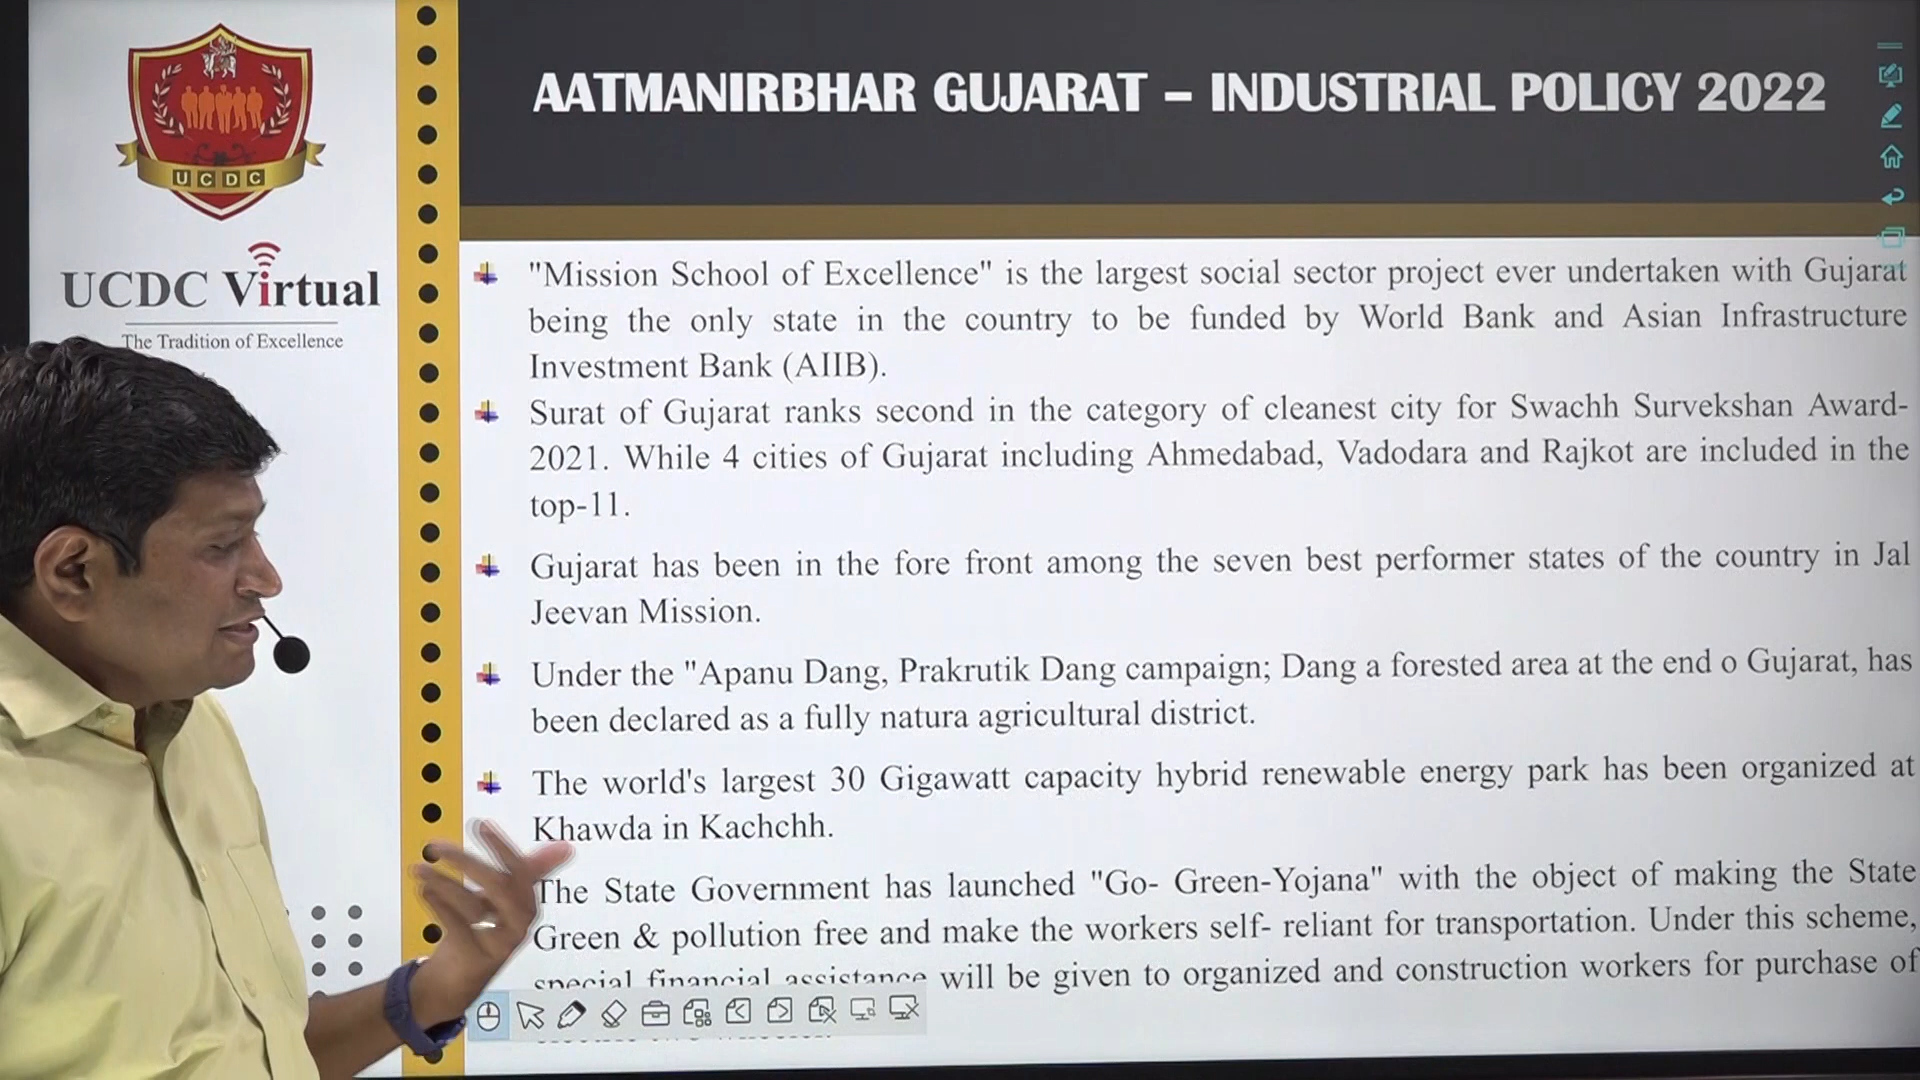 UCDC
UCDC Virtual
The Tradition of Excellence
AATMANIRBHAR GUJARAT – INDUSTRIAL POLICY 2022
"Mission School of Excellence" is the largest social sector project ever undertaken with Gujarat
being the only state in the country to be funded by World Bank and Asian Infrastructure
Investment Bank (AIIB).
Surat of Gujarat ranks second in the category of cleanest city for Swachh Survekshan Award-
2021. While 4 cities of Gujarat including Ahmedabad, Vadodara and Rajkot are included in the
top-11.
Gujarat has been in the fore front among the seven best performer states of the country in Jal
Jeevan Mission.
Under the "Apanu Dang, Prakrutik Dang campaign; Dang a forested area at the end o Gujarat, has
been declared as a fully natura agricultural district.
The world's largest 30 Gigawatt capacity hybrid renewable energy park has been organized at
Khawda in Kachchh.
The State Government has launched "Go- Green-Yojana" with the object of making the State
Green & pollution free and make the workers self- reliant for transportation. Under this scheme,
special financial assistance will be given to organized and construction workers for purchase of